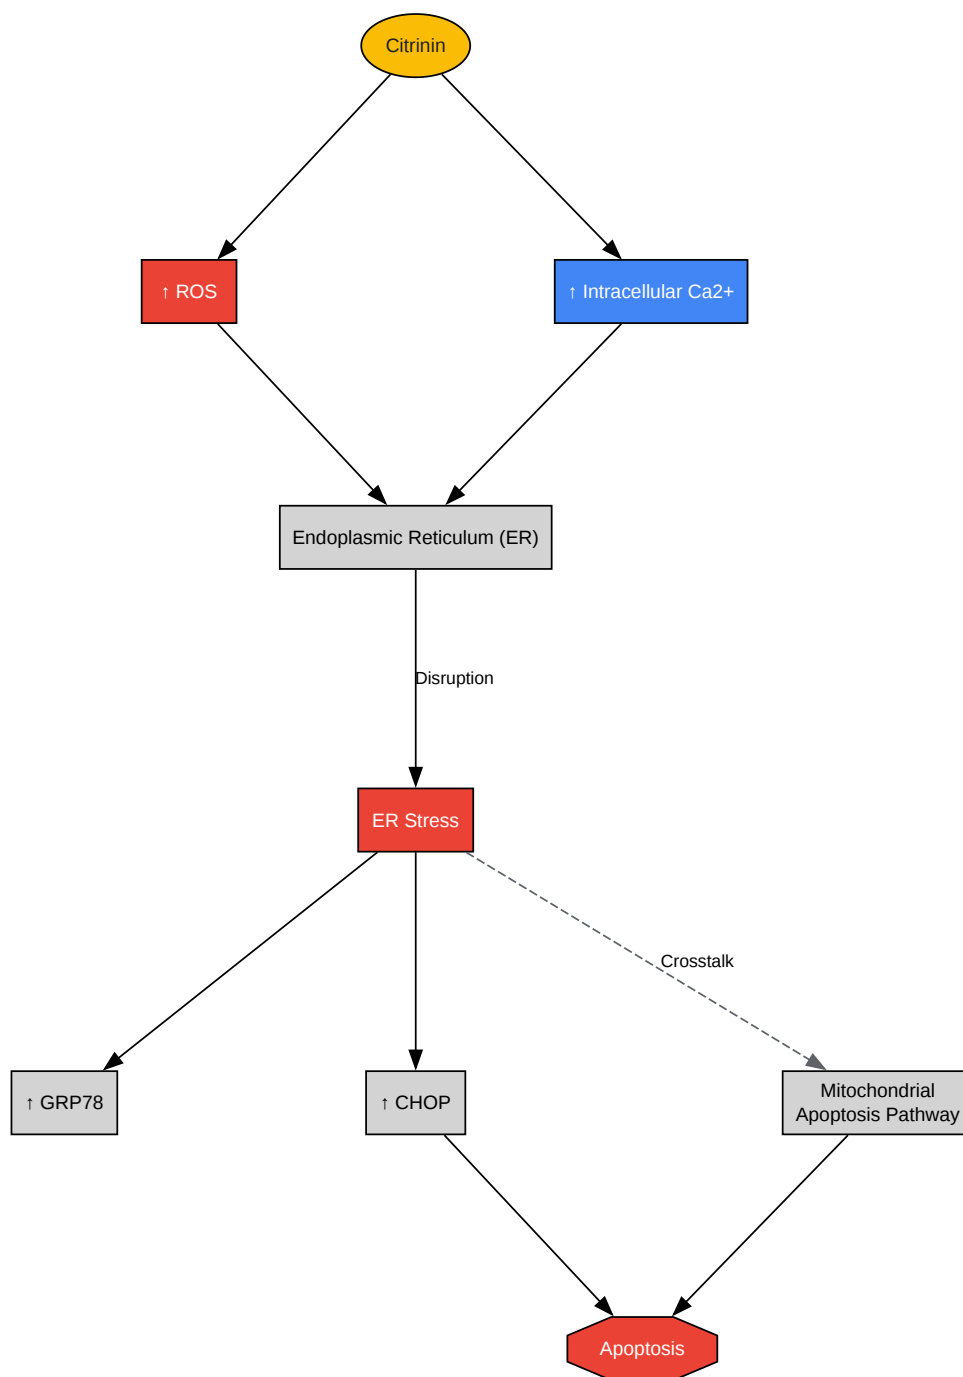 Citrinin
↑ ROS
↑ Intracellular Ca2+
Endoplasmic Reticulum (ER)
Disruption
ER Stress
Crosstalk
↑ GRP78
↑ CHOP
Mitochondrial
Apoptosis Pathway
Apoptosis